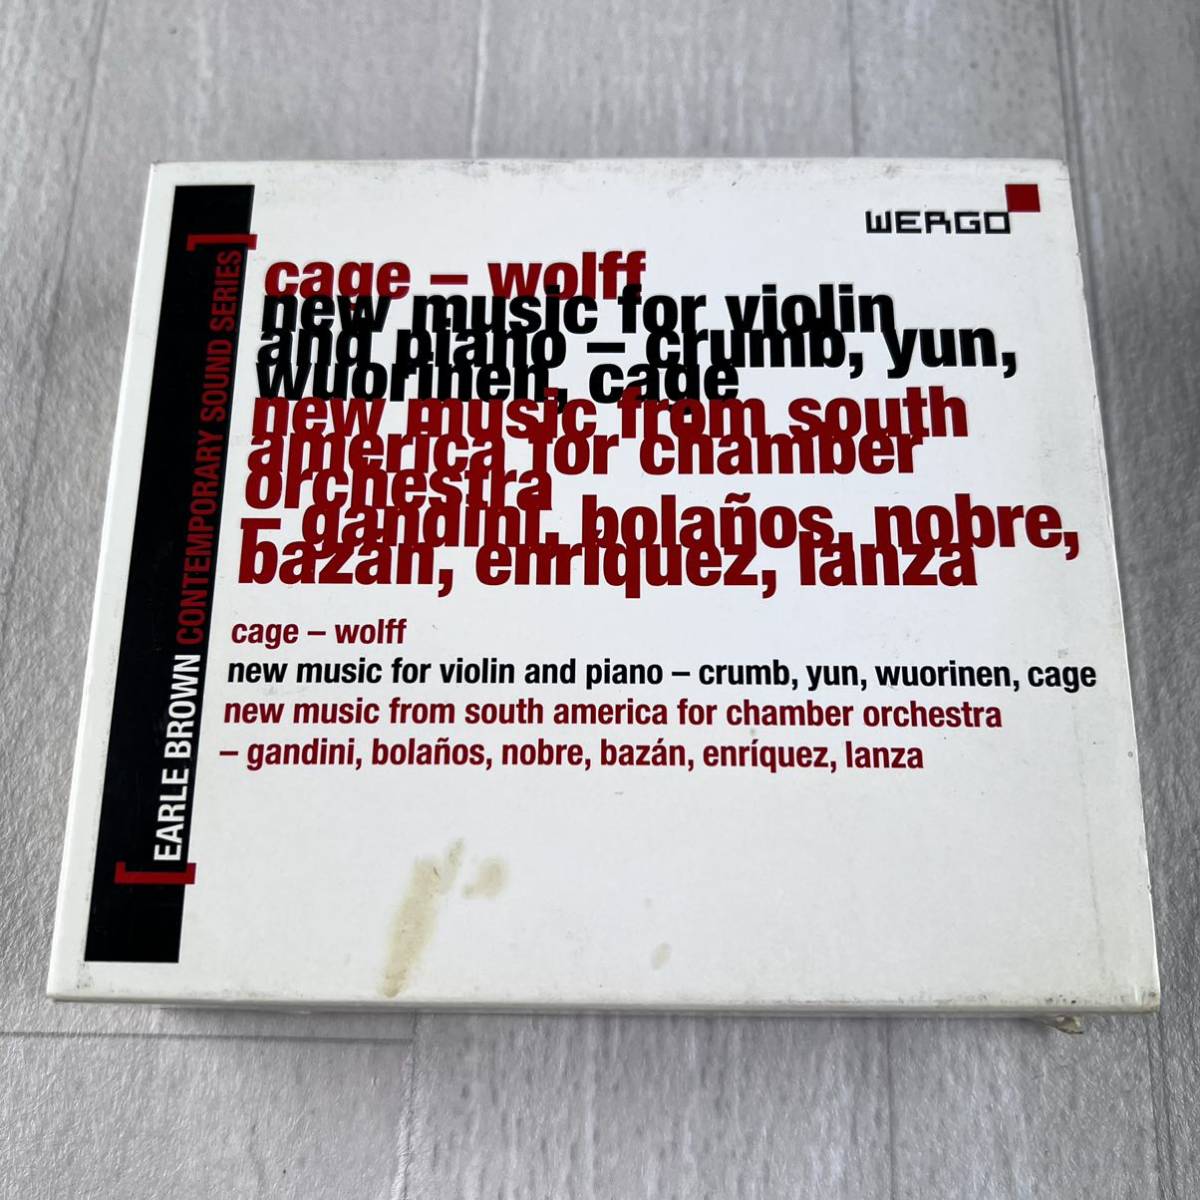 WERGO
[EARLE BROWN CONTEMPORARY SOUND SERIES]
cage – wolff
new music for violin
and piano – crumb, yun,
wuorinen, cage
new music from south
america for chamber
orchestra
– gandini, bolaños, nobre,
bazán, enríquez, lanza
cage – wolff
new music for violin and piano – crumb, yun, wuorinen, cage
new music from south america for chamber orchestra
– gandini, bolaños, nobre, bazán, enríquez, lanza